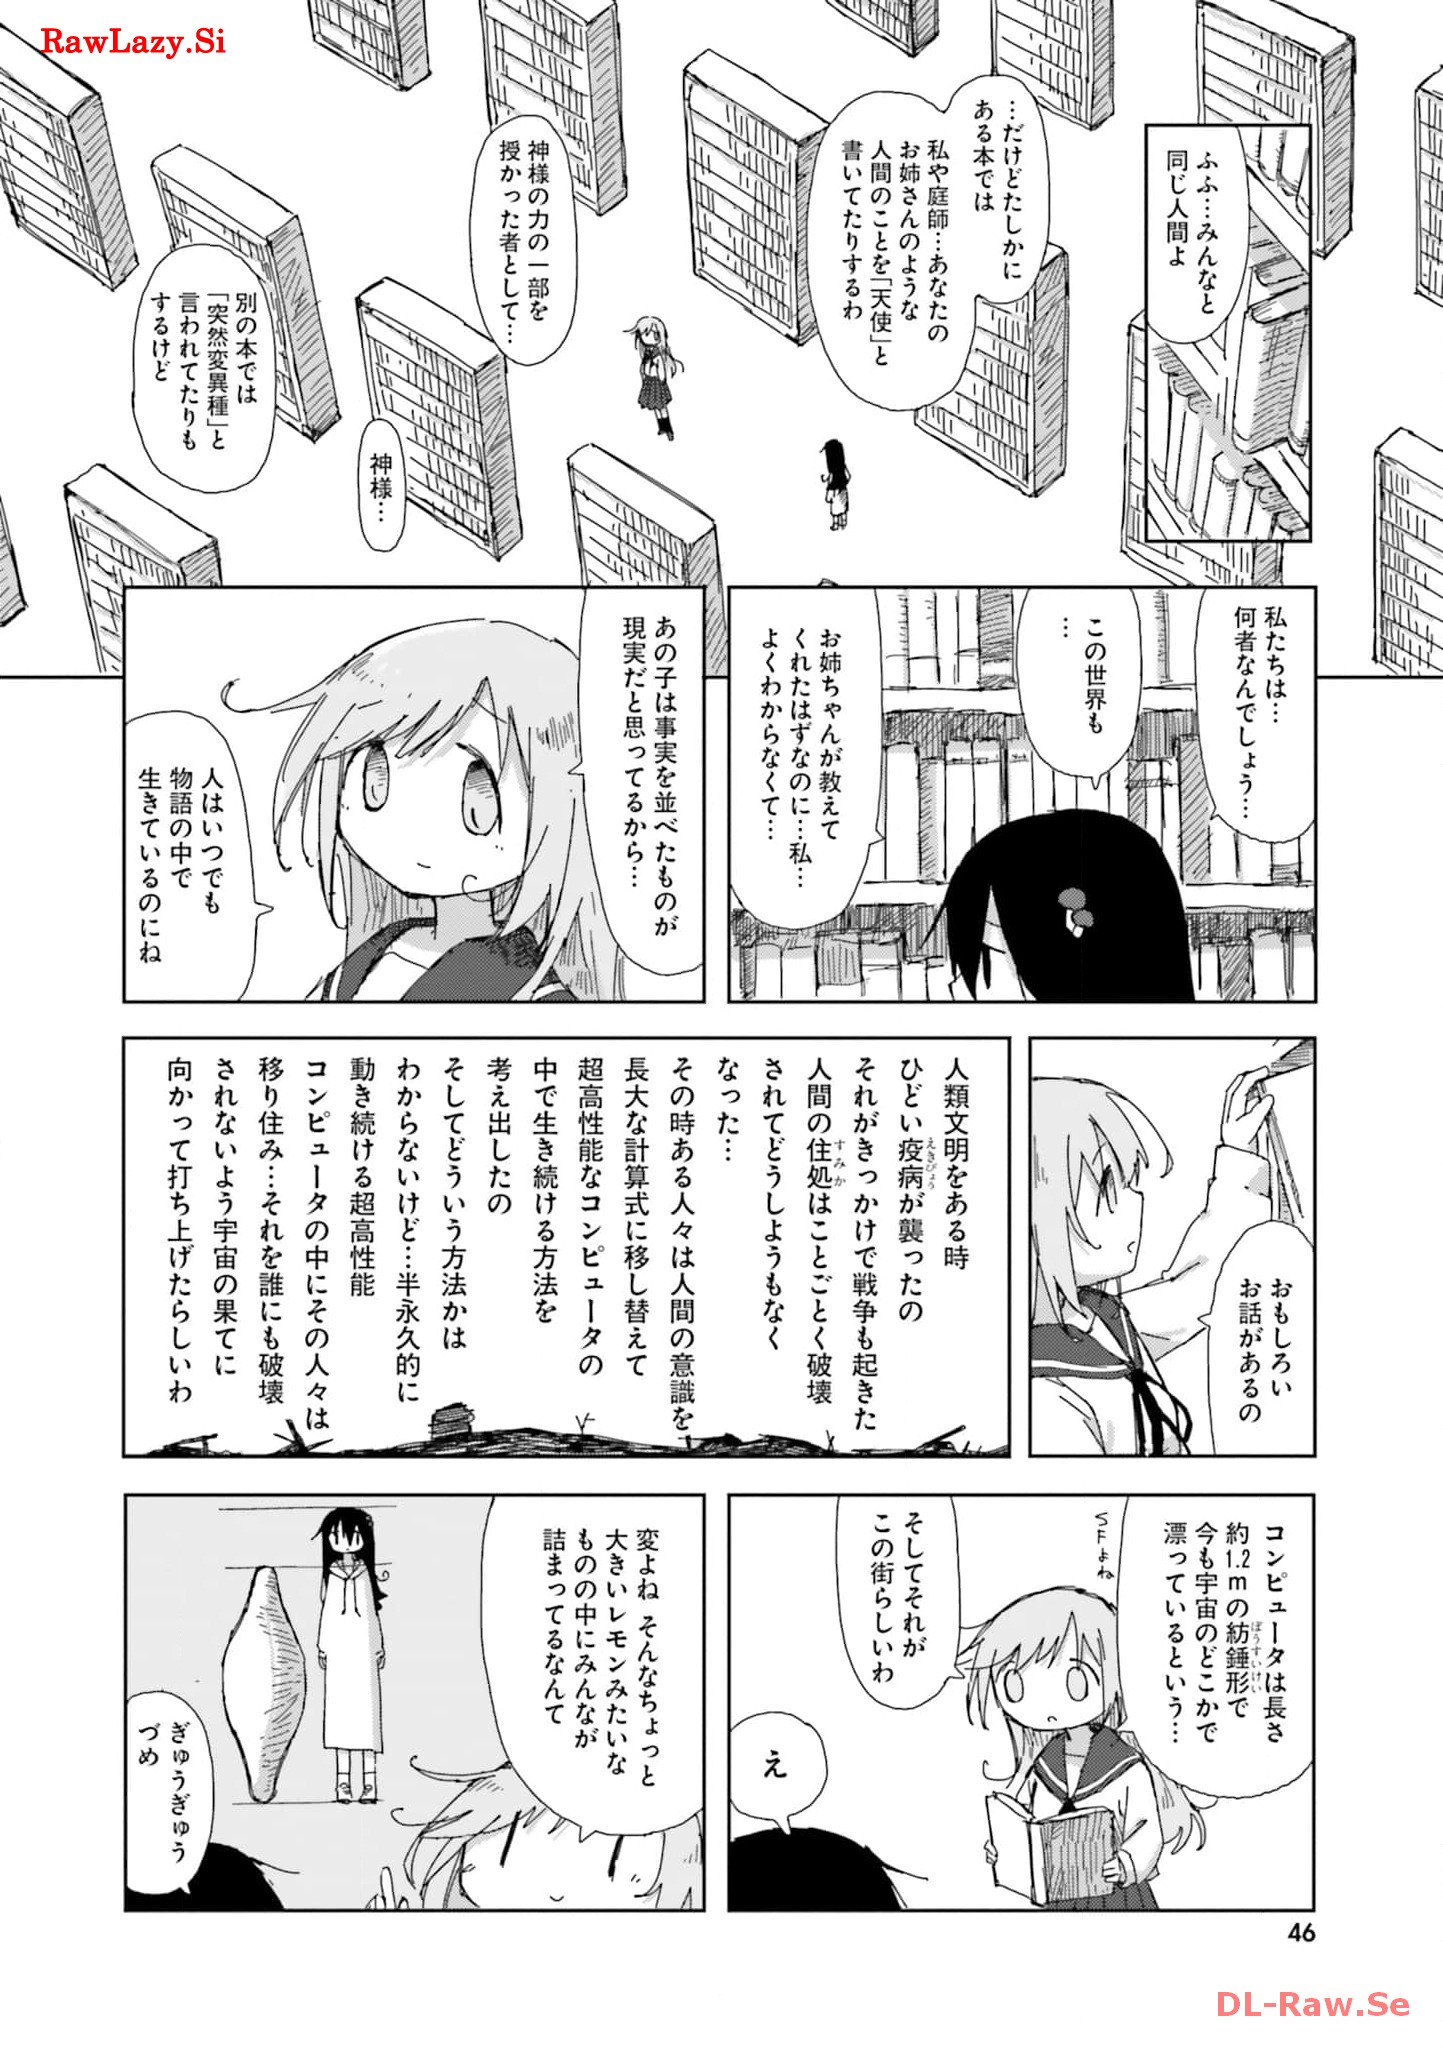 RawLazy.Si
ふふ…みんなと
同じ人間よ
…だけどたしかに
ある本では
私や庭師…あなたの
お姉さんのような
人間のことを「天使」と
書いてたりするわ
神様の力の一部を
授かった者として…
神様…
別の本では
「突然変異種」と
言われてたりも
するけど
私たちは…
何者なんでしょう…
この世界も
…
お姉ちゃんが教えて
くれたはずなのに…私…
よくわからなくて…
あの子は事実を並べたものが
現実だと思ってるから…
人はいつでも
物語の中で
生きているのにね
おもしろい
お話があるの
人類文明をある時
ひどい疫病が襲ったの
えきびょう
それがきっかけで戦争も起きた
人間の住処はことごとく破壊
すみか
されてどうしようもなく
なった…
その時ある人々は人間の意識を
長大な計算式に移し替えて
超高性能なコンピュータの
中で生き続ける方法を
考え出したの
そしてどういう方法かは
わからないけど…半永久的に
動き続ける超高性能
コンピュータの中にその人々は
移り住み…それを誰にも破壊
されないよう宇宙の果てに
向かって打ち上げたらしいわ
コンピュータは長さ
約1.2mの紡錘形で
ぼうすいけい
今も宇宙のどこかで
漂っているという…
SFよね
そしてそれが
この街らしいわ
え
変よね そんなちょっと
大きいレモンみたいな
ものの中にみんなが
詰まってるなんて
ぎゅうぎゅう
づめ
46
DL-Raw.Se